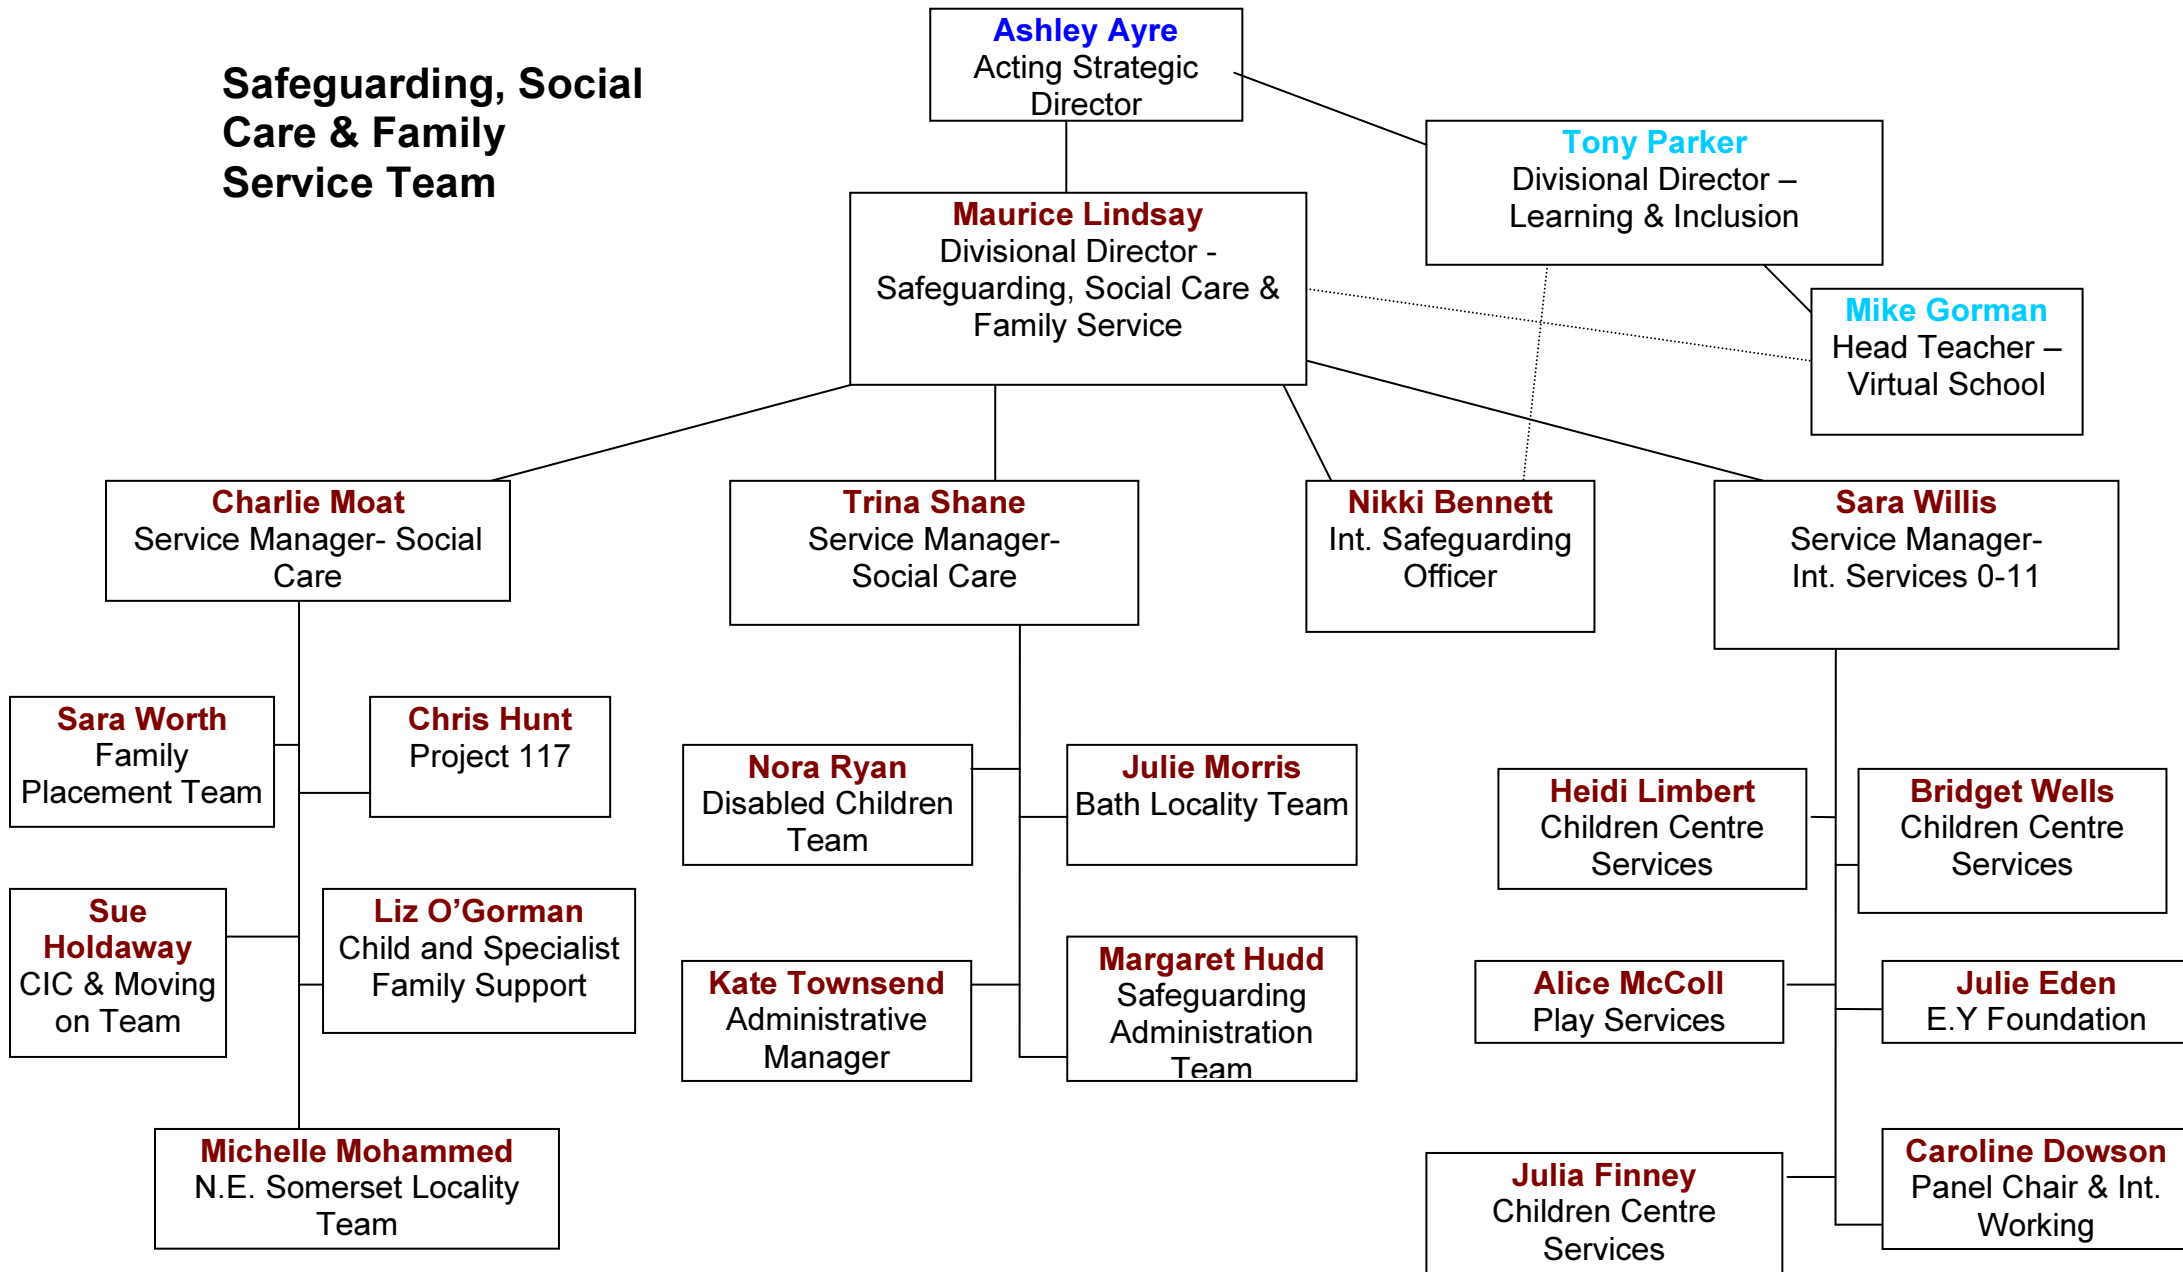 Safeguarding, Social
Care & Family
Service Team
Ashley Ayre
Acting Strategic
Director
Tony Parker
Divisional Director –
Learning & Inclusion
Maurice Lindsay
Divisional Director -
Safeguarding, Social Care &
Family Service
Mike Gorman
Head Teacher –
Virtual School
Charlie Moat
Service Manager- Social
Care
Trina Shane
Service Manager-
Social Care
Nikki Bennett
Int. Safeguarding
Officer
Sara Willis
Service Manager-
Int. Services 0-11
Sara Worth
Family
Placement Team
Chris Hunt
Project 117
Sue
Holdaway
CIC & Moving
on Team
Liz O’Gorman
Child and Specialist
Family Support
Michelle Mohammed
N.E. Somerset Locality
Team
Nora Ryan
Disabled Children
Team
Julie Morris
Bath Locality Team
Kate Townsend
Administrative
Manager
Margaret Hudd
Safeguarding
Administration
Team
Heidi Limbert
Children Centre
Services
Bridget Wells
Children Centre
Services
Alice McColl
Play Services
Julie Eden
E.Y Foundation
Julia Finney
Children Centre
Services
Caroline Dowson
Panel Chair & Int.
Working